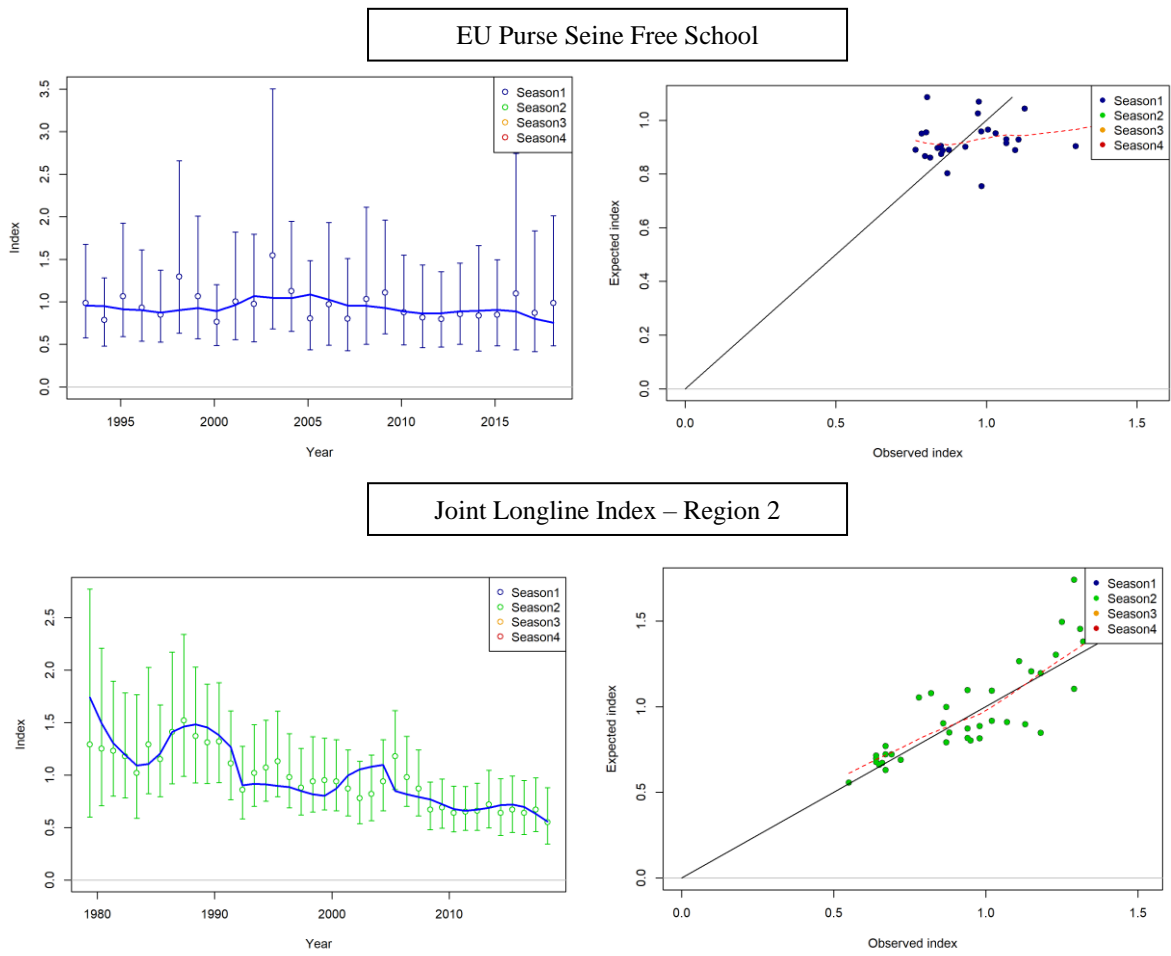 EU Purse Seine Free School
Season1
Season2
Season3
Season4
Index
0.0
0.5
1.0
1.5
2.0
2.5
3.0
3.5
1995
2000
2005
2010
2015
Year
Season1
Season2
Season3
Season4
Expected index
0.0
0.2
0.4
0.6
0.8
1.0
0.0
0.5
1.0
1.5
Observed index
Joint Longline Index – Region 2
Season1
Season2
Season3
Season4
Index
0.0
0.5
1.0
1.5
2.0
2.5
1980
1990
2000
2010
Year
Season1
Season2
Season3
Season4
Expected index
0.0
0.5
1.0
1.5
0.0
0.5
1.0
1.5
Observed index